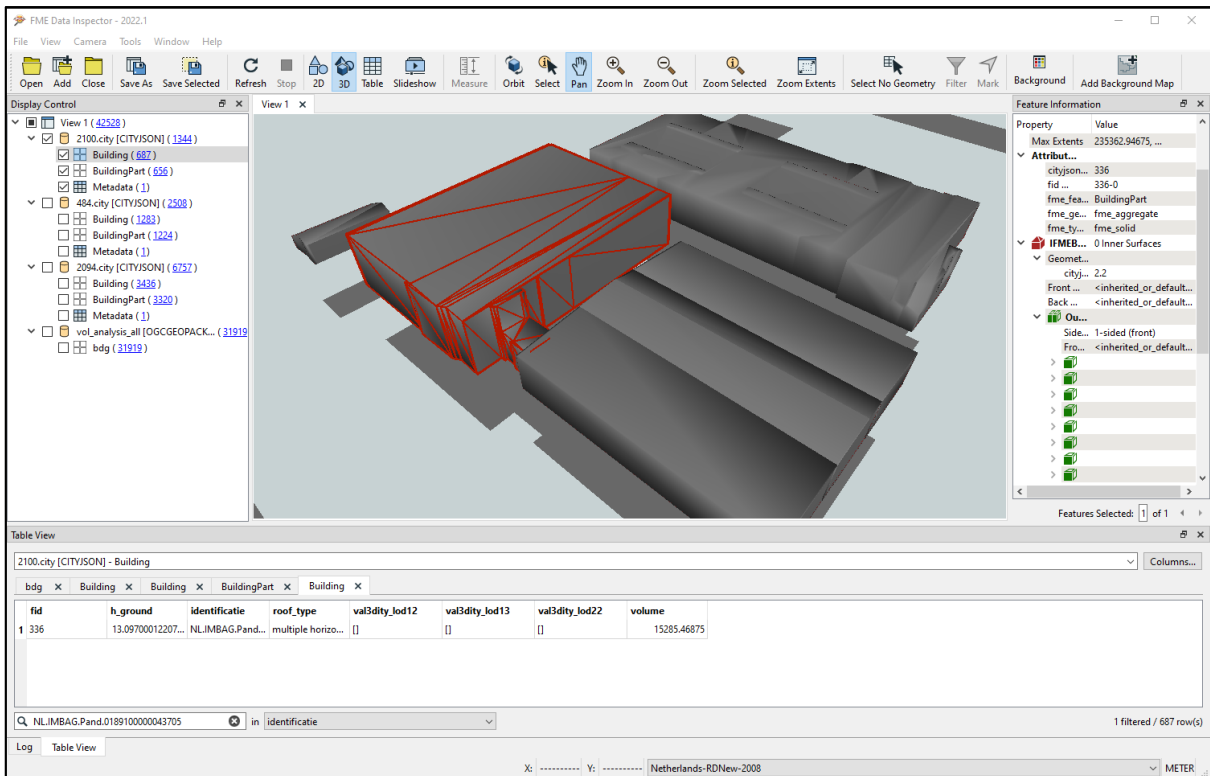 FME Data Inspector - 2022.1
File View Camera Tools Window Help
Open Add Close Save As Save Selected Refresh Stop 2D 3D Table Slideshow Measure Orbit Select Pan Zoom In Zoom Out Zoom Selected Zoom Extents Select No Geometry Filter Mark Background Add Background Map
Display Control
View 1 (42528)
2100.city [CITYJSON] (1344)
Building (687)
BuildingPart (656)
Metadata (1)
484.city [CITYJSON] (2508)
Building (1283)
BuildingPart (1224)
Metadata (1)
2094.city [CITYJSON] (6757)
Building (3436)
BuildingPart (3320)
Metadata (1)
vol_analysis_all [OGCGEOPACK... (31919
bdg (31919)
View 1
Feature Information
Property Value
Max Extents 235362.94675, ...
Attribut...
cityjson... 336
fid ... 336-0
fme_fea... BuildingPart
fme_ge... fme_aggregate
fme_ty... fme_solid
IFMEB... 0 Inner Surfaces
Geomet...
cityj... 2.2
Front ... <inherited_or_default...
Back ... <inherited_or_default...
Ou...
Side... 1-sided (front)
Fro... <inherited_or_default...
Features Selected: 1 of 1
Table View
2100.city [CITYJSON] - Building
Columns...
bdg Building Building BuildingPart Building
fid h_ground identificatie roof_type val3dity_lod12 val3dity_lod13 val3dity_lod22 volume
1 336 13.09700012207... NL.IMBAG.Pand... multiple horizo... [] [] [] 15285.46875
NL.IMBAG.Pand.0189100000043705 in identificatie 1 filtered / 687 row(s)
Log Table View
X: ---------- Y: ---------- Netherlands-RDNew-2008 METER